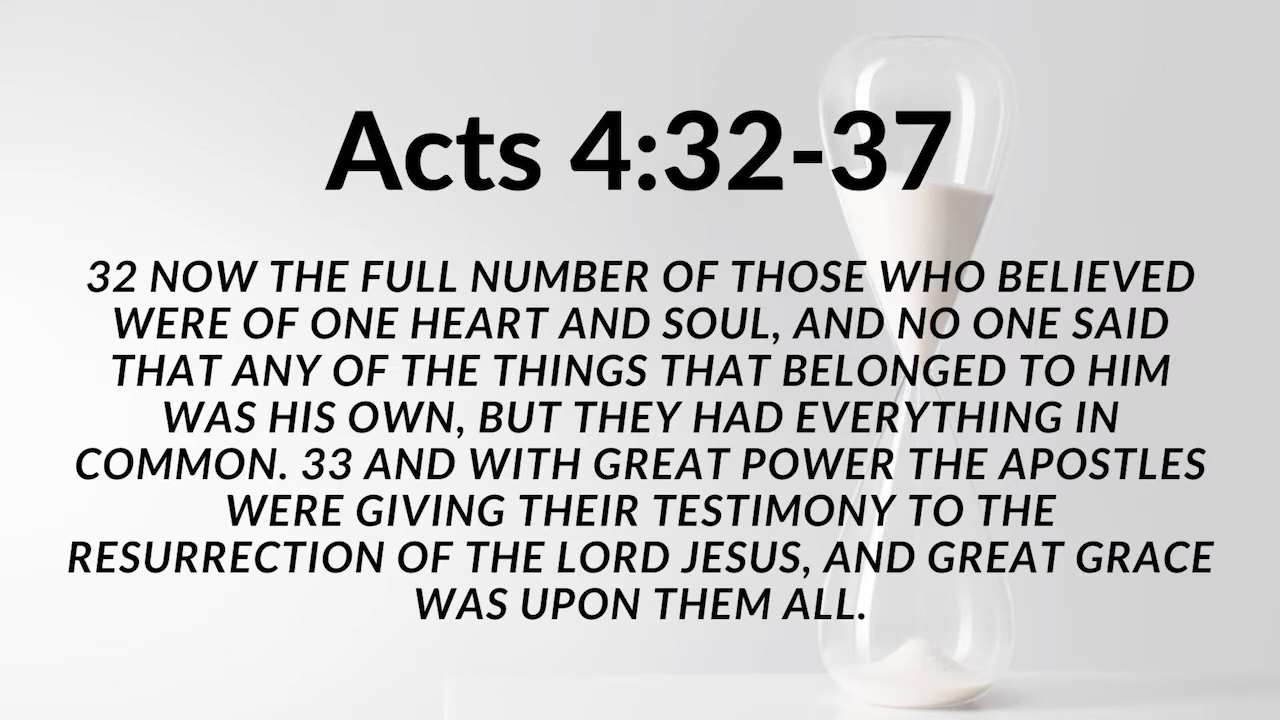 Acts 4:32-37
32 NOW THE FULL NUMBER OF THOSE WHO BELIEVED
WERE OF ONE HEART AND SOUL, AND NO ONE SAID
THAT ANY OF THE THINGS THAT BELONGED TO HIM
WAS HIS OWN, BUT THEY HAD EVERYTHING IN
COMMON. 33 AND WITH GREAT POWER THE APOSTLES
WERE GIVING THEIR TESTIMONY TO THE
RESURRECTION OF THE LORD JESUS, AND GREAT GRACE
WAS UPON THEM ALL.